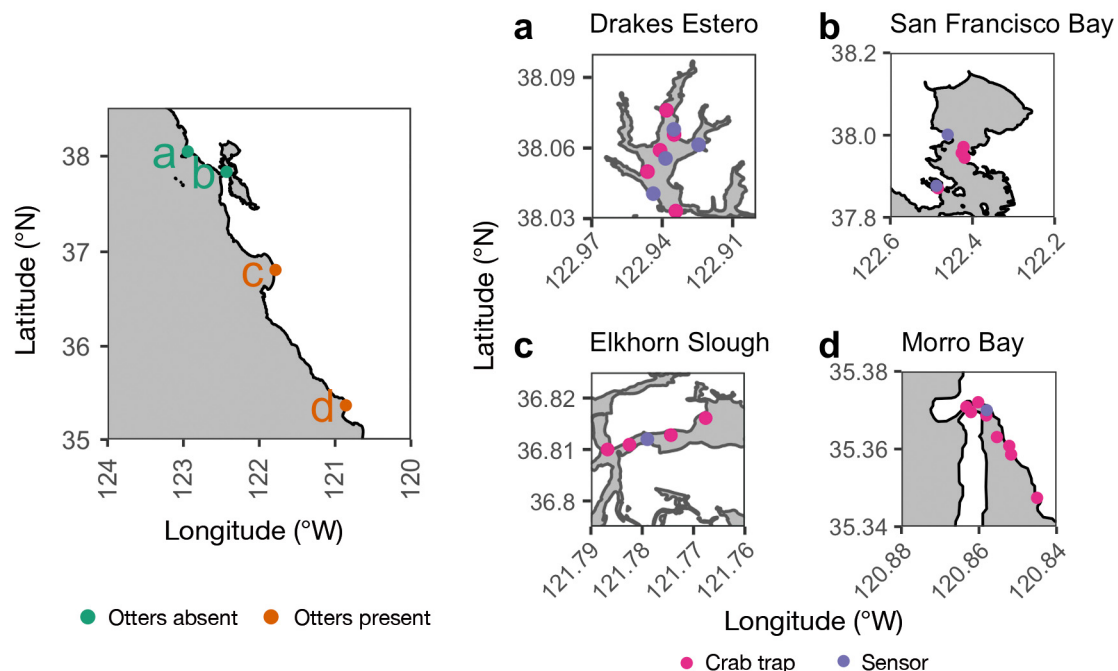 38
37
36
35
Latitude (°N)
124
123
122
121
120
Longitude (°W)
a
b
c
d
Otters absent
Otters present
a Drakes Estero
38.09
38.06
38.03
122.97
122.94
122.91
b San Francisco Bay
38.2
38.0
37.8
122.6
122.4
122.2
Latitude (°N)
c Elkhorn Slough
36.82
36.81
36.8
121.79
121.78
121.77
121.76
d Morro Bay
35.38
35.36
35.34
120.88
120.86
120.84
Longitude (°W)
Crab trap
Sensor